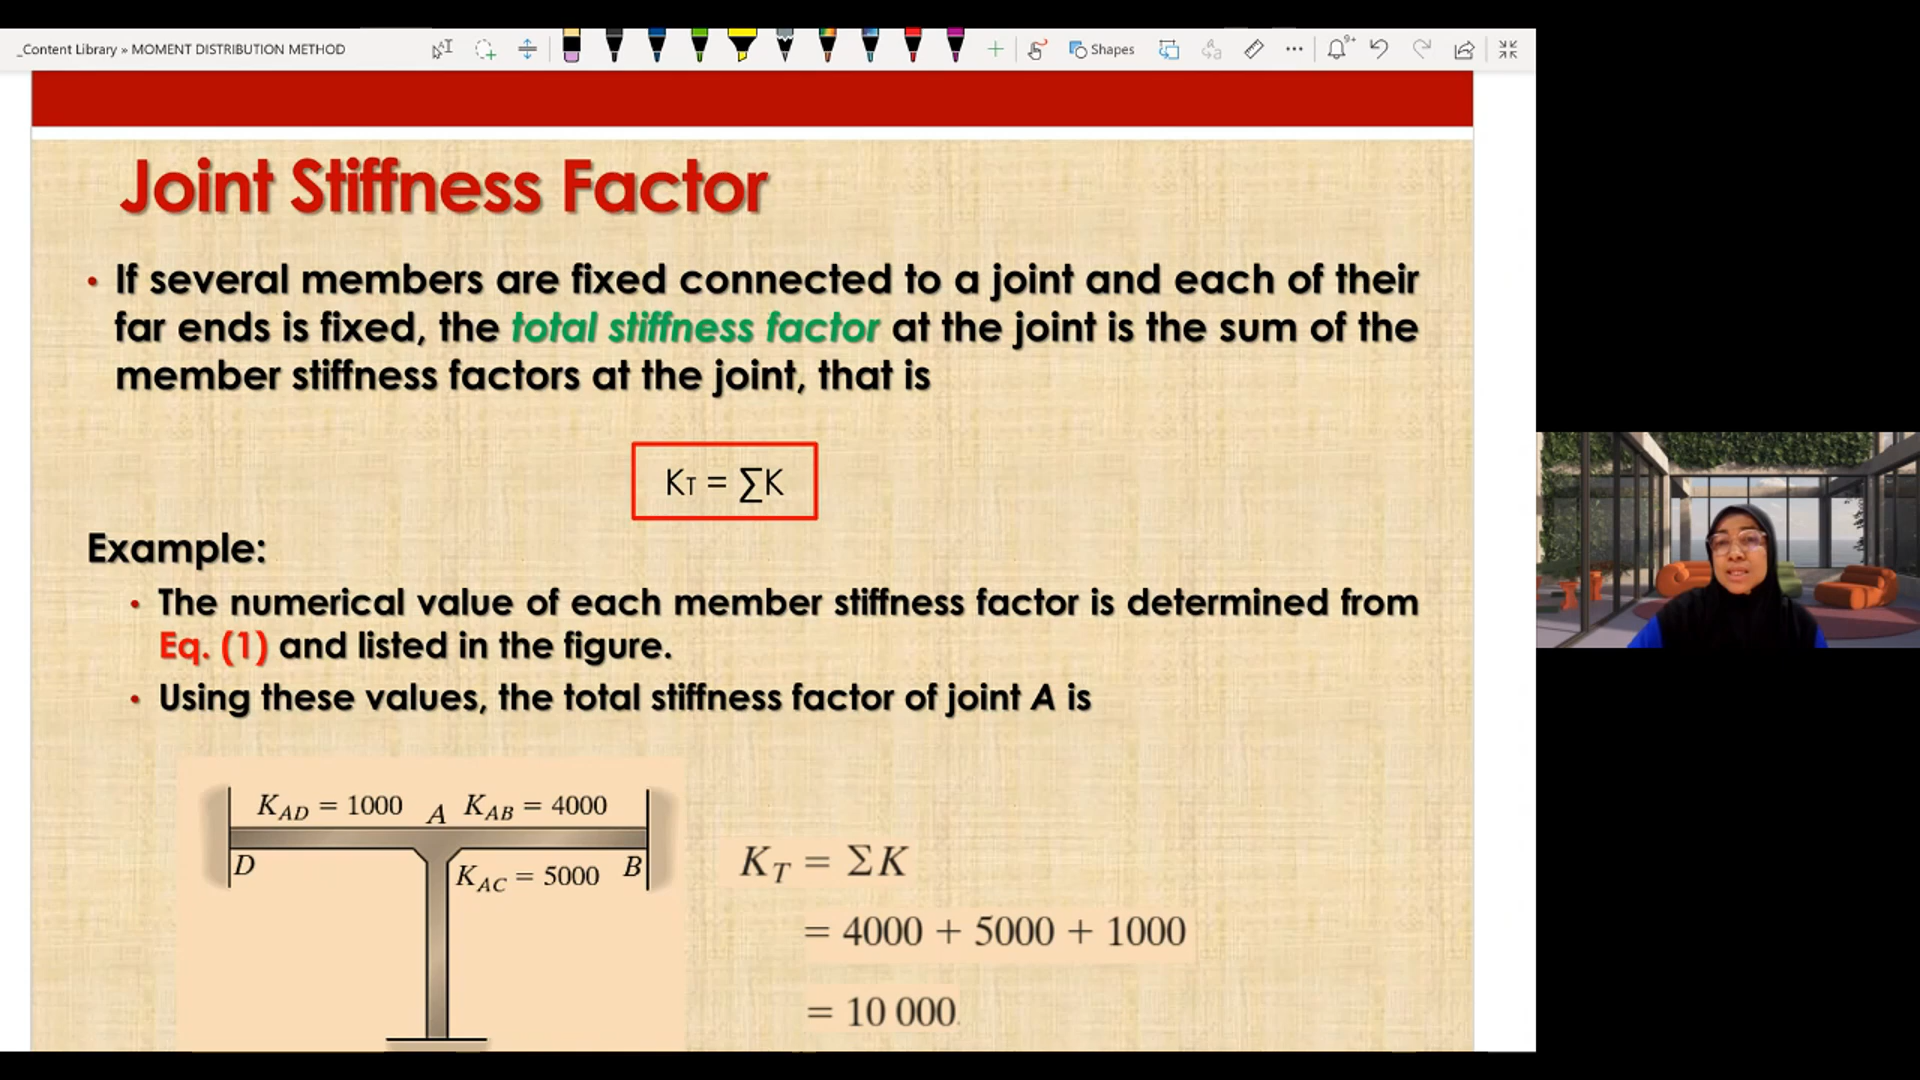 _Content Library » MOMENT DISTRIBUTION METHOD
Shapes
9+
Joint Stiffness Factor
• If several members are fixed connected to a joint and each of their
far ends is fixed, the total stiffness factor at the joint is the sum of the
member stiffness factors at the joint, that is
KT = ∑K
Example:
• The numerical value of each member stiffness factor is determined from
Eq. (1) and listed in the figure.
• Using these values, the total stiffness factor of joint A is
K_AD = 1000 A K_AB = 4000
D K_AC = 5000 B
K_T = ΣK
= 4000 + 5000 + 1000
= 10 000